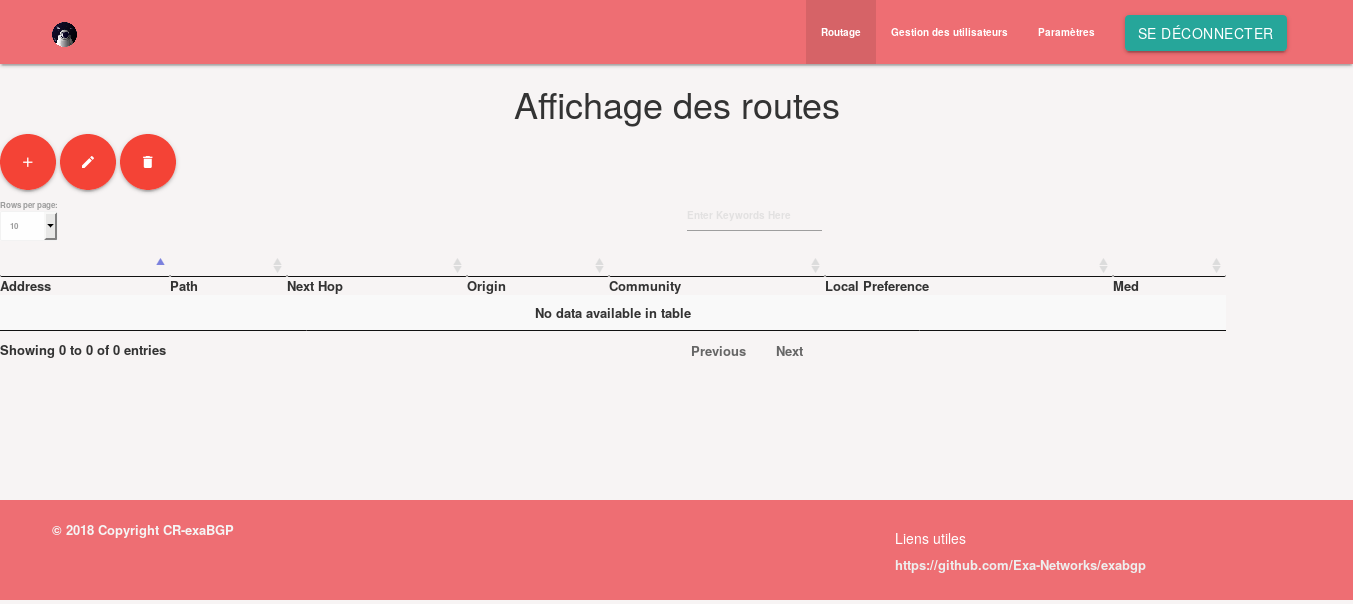 Routage Gestion des utilisateurs Paramètres SE DÉCONNECTER
Affichage des routes
Rows per page:
10
Enter Keywords Here
Address Path Next Hop Origin Community Local Preference Med
No data available in table
Showing 0 to 0 of 0 entries Previous Next
© 2018 Copyright CR-exaBGP
Liens utiles
https://github.com/Exa-Networks/exabgp